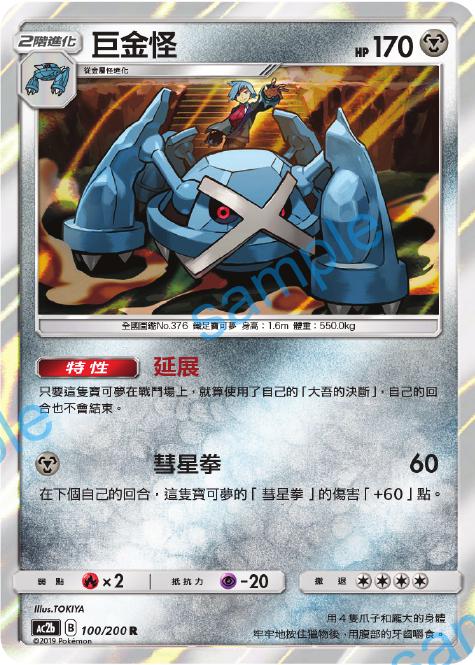 2階進化
巨金怪
HP 170
從金屬怪進化
sample
全國圖鑑No.376 鐵足寶可夢 身高：1.6m 體重：550.0kg
特性 延展
只要這隻寶可夢在戰鬥場上，就算使用了自己的「大吾的決斷」，自己的回
合也不會結束。
彗星拳 60
在下個自己的回合，這隻寶可夢的「彗星拳」的傷害「+60」點。
弱點 ×2 抵抗力 -20 撤退
Illus.TOKIYA
AC2b B 100/200 R
©2019 Pokémon
用4隻爪子和龐大的身體
牢牢地按住獵物後，用腹部的牙齒嚼食。